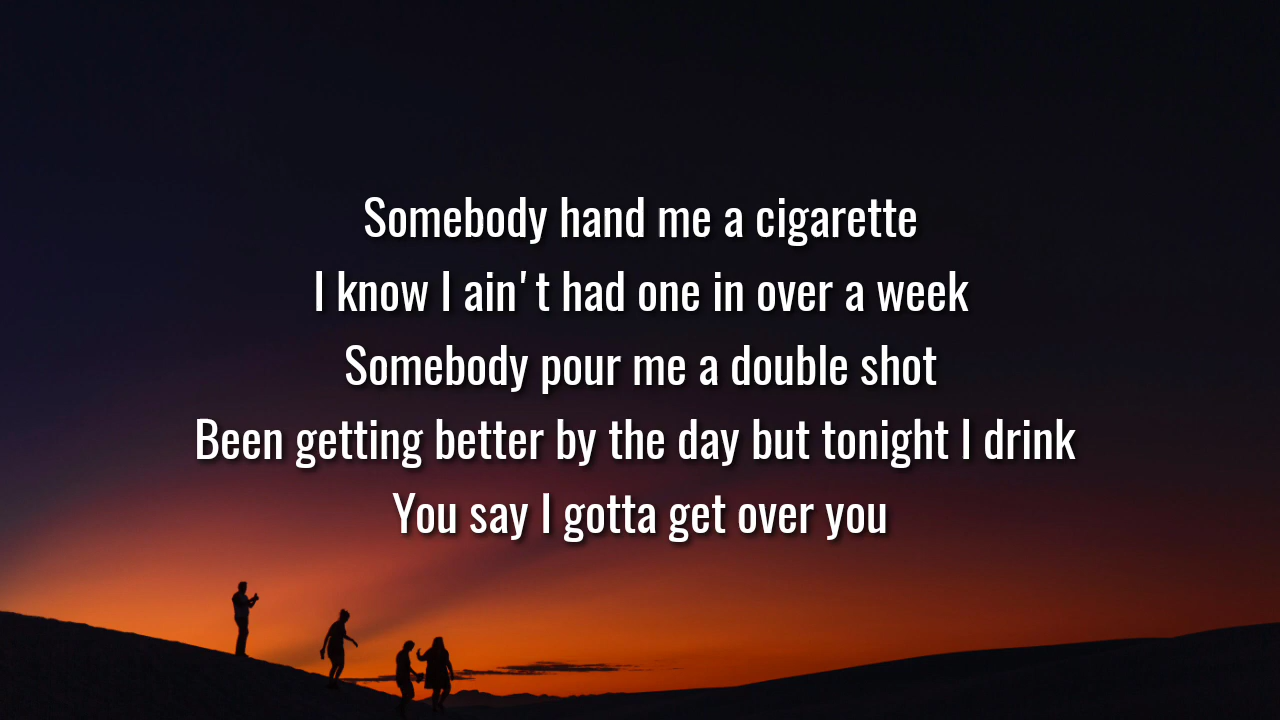 Somebody hand me a cigarette
I know I ain't had one in over a week
Somebody pour me a double shot
Been getting better by the day but tonight I drink
You say I gotta get over you